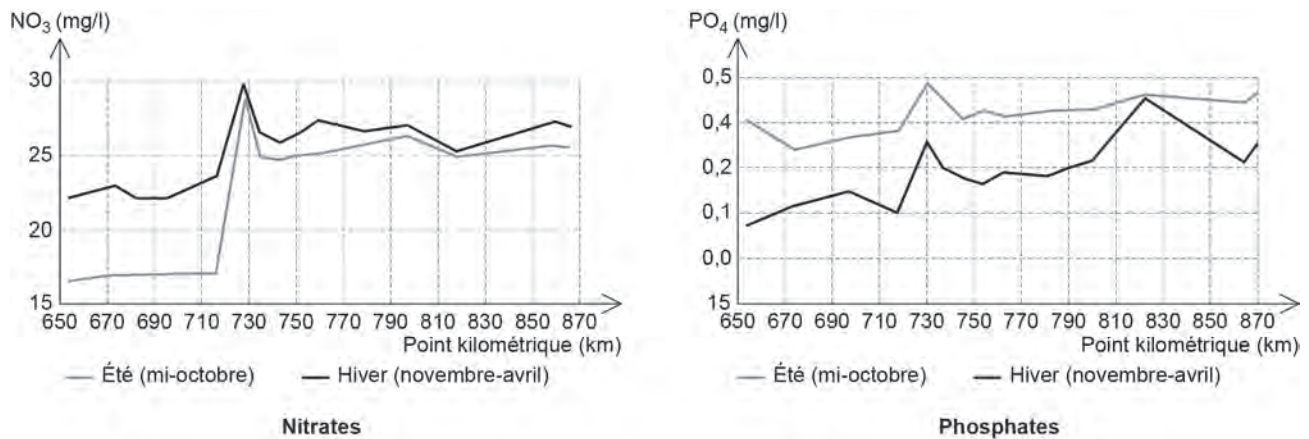 NO3 (mg/l)
30
25
20
15
650 670 690 710 730 750 770 790 810 830 850 870
Point kilométrique (km)
Été (mi-octobre) Hiver (novembre-avril)
Nitrates
PO4 (mg/l)
0,5
0,4
0,2
0,1
0,0
15
650 670 690 710 730 750 770 790 810 830 850 870
Point kilométrique (km)
Été (mi-octobre) Hiver (novembre-avril)
Phosphates